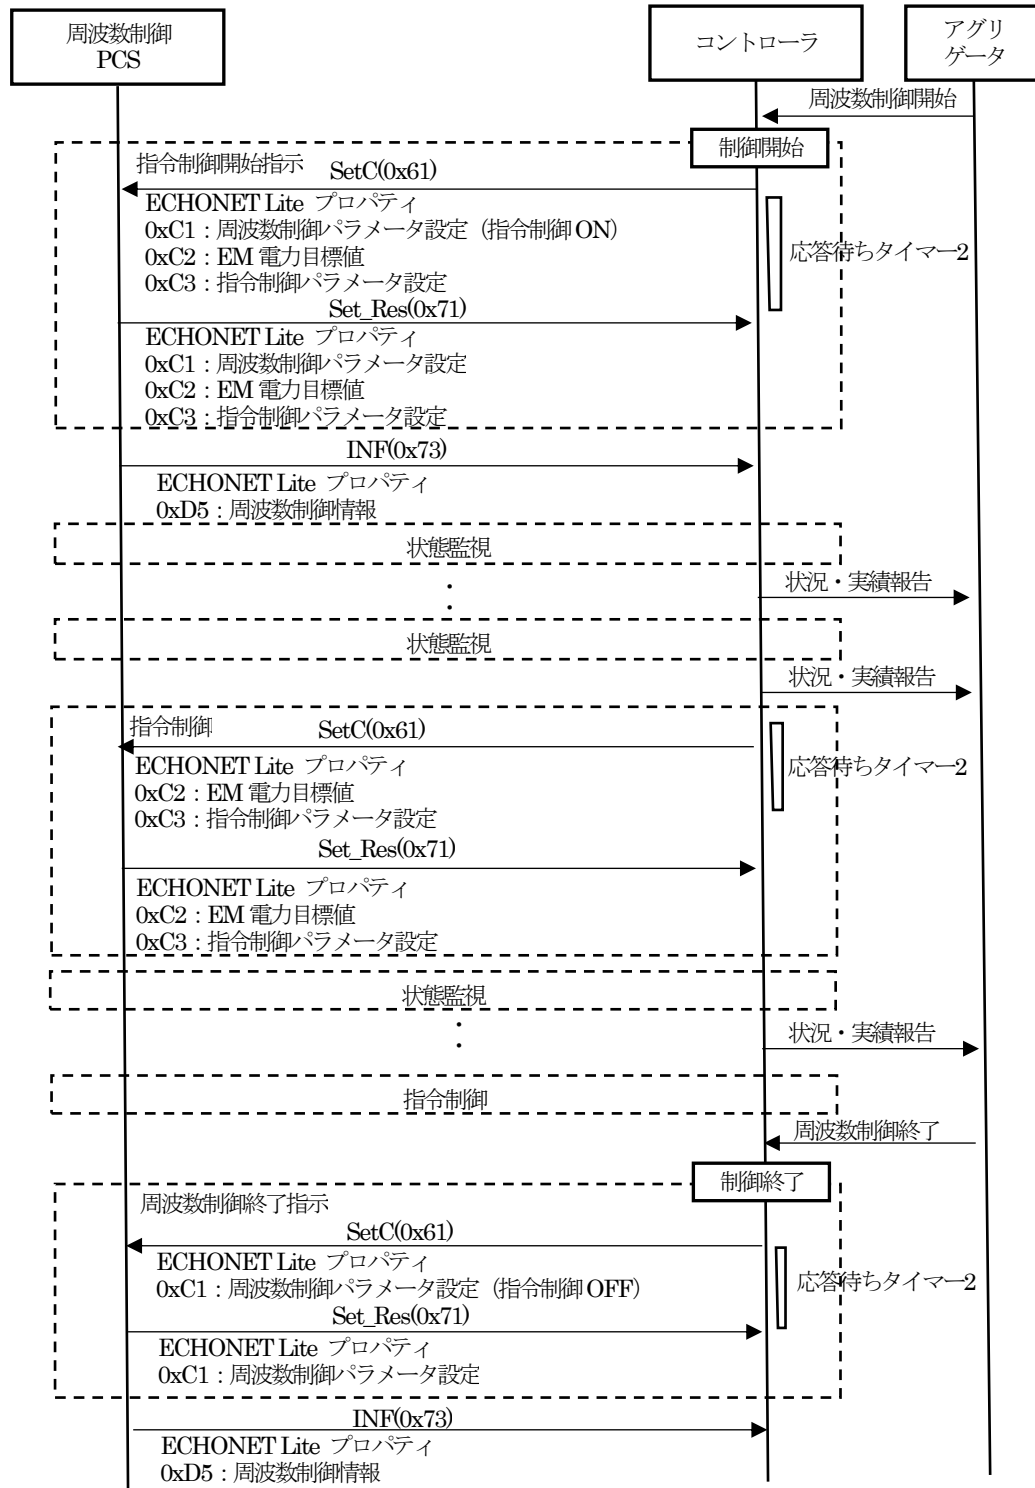 周波数制御
PCS
コントローラ
アグリ
ゲータ
周波数制御開始
制御開始
指令制御開始指示
SetC(0x61)
ECHONET Lite プロパティ
0xC1：周波数制御パラメータ設定（指令制御 ON）
0xC2：EM 電力目標値
0xC3：指令制御パラメータ設定
応答待ちタイマー2
Set_Res(0x71)
ECHONET Lite プロパティ
0xC1：周波数制御パラメータ設定
0xC2：EM 電力目標値
0xC3：指令制御パラメータ設定
INF(0x73)
ECHONET Lite プロパティ
0xD5：周波数制御情報
状態監視
：
状況・実績報告
状態監視
状況・実績報告
指令制御
SetC(0x61)
ECHONET Lite プロパティ
0xC2：EM 電力目標値
0xC3：指令制御パラメータ設定
応答待ちタイマー2
Set_Res(0x71)
ECHONET Lite プロパティ
0xC2：EM 電力目標値
0xC3：指令制御パラメータ設定
状態監視
：
状況・実績報告
指令制御
周波数制御終了
制御終了
周波数制御終了指示
SetC(0x61)
ECHONET Lite プロパティ
0xC1：周波数制御パラメータ設定（指令制御 OFF）
応答待ちタイマー2
Set_Res(0x71)
ECHONET Lite プロパティ
0xC1：周波数制御パラメータ設定
INF(0x73)
ECHONET Lite プロパティ
0xD5：周波数制御情報